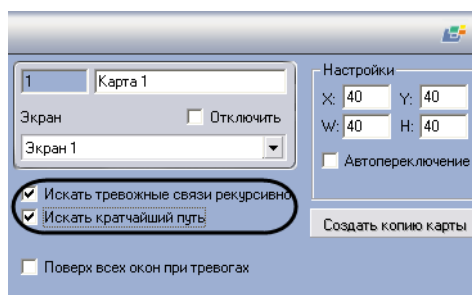 Настройки
1 Карта 1
X: 40 Y: 40
Экран Отключить
W: 40 H: 40
Экран 1
Автопереключение
Искать тревожные связи рекурсивно
Искать кратчайший путь
Создать копию карты
Поверх всех окон при тревогах